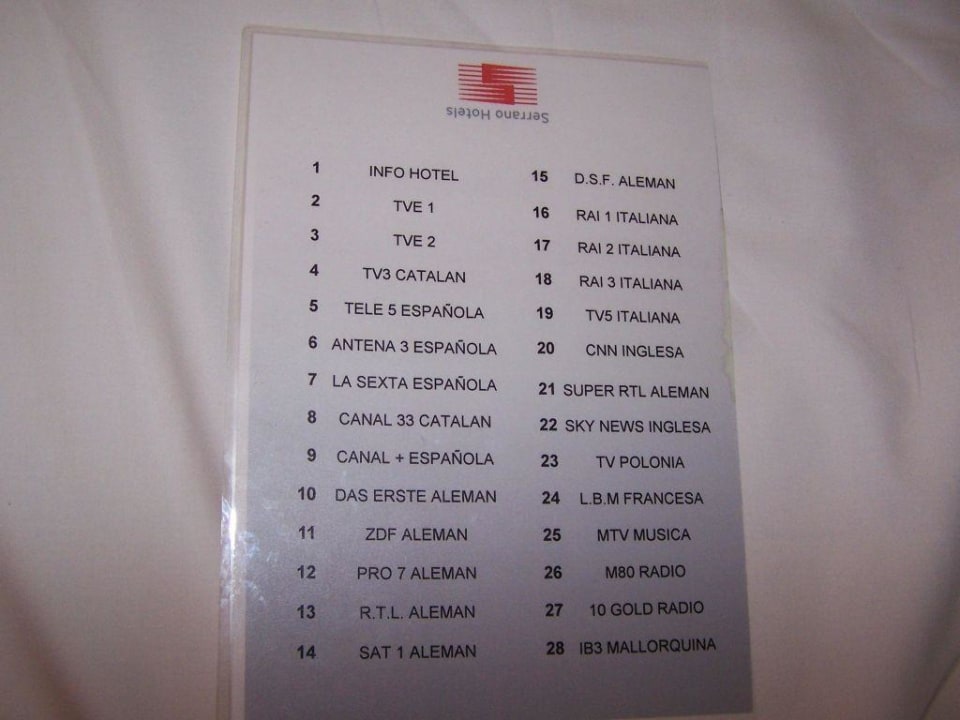 Serrano Hotels
1 INFO HOTEL
2 TVE 1
3 TVE 2
4 TV3 CATALAN
5 TELE 5 ESPAÑOLA
6 ANTENA 3 ESPAÑOLA
7 LA SEXTA ESPAÑOLA
8 CANAL 33 CATALAN
9 CANAL + ESPAÑOLA
10 DAS ERSTE ALEMAN
11 ZDF ALEMAN
12 PRO 7 ALEMAN
13 R.T.L. ALEMAN
14 SAT 1 ALEMAN
15 D.S.F. ALEMAN
16 RAI 1 ITALIANA
17 RAI 2 ITALIANA
18 RAI 3 ITALIANA
19 TV5 ITALIANA
20 CNN INGLESA
21 SUPER RTL ALEMAN
22 SKY NEWS INGLESA
23 TV POLONIA
24 L.B.M FRANCESA
25 MTV MUSICA
26 M80 RADIO
27 10 GOLD RADIO
28 IB3 MALLORQUINA